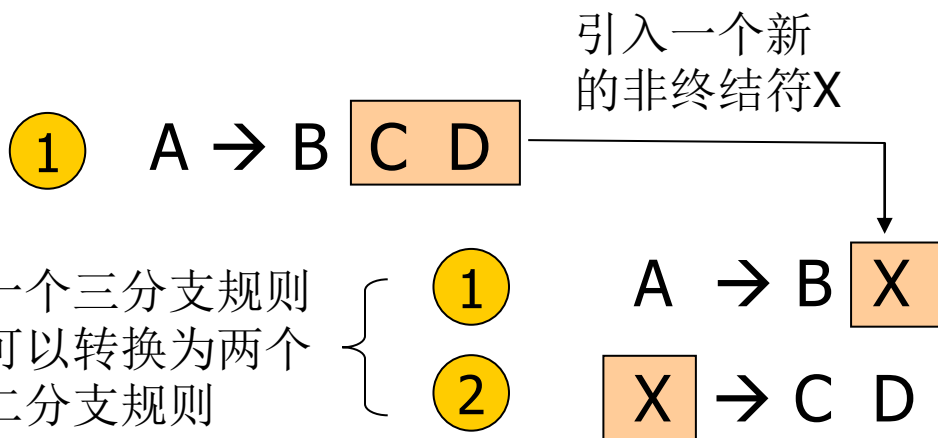 引入一个新
的非终结符X
1 A → B C D
一个三分支规则
可以转换为两个
二分支规则
1 A → B X
2 X → C D